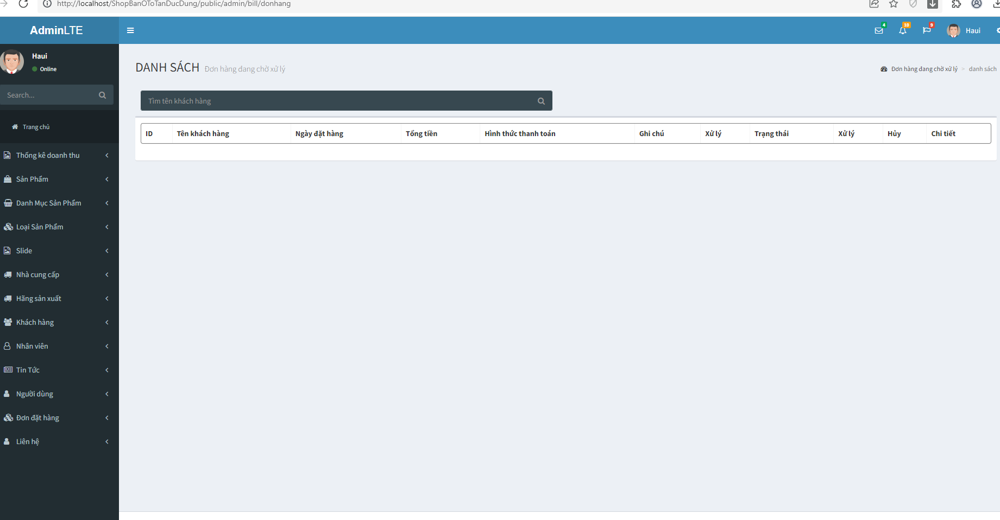 http://localhost/ShopBanOToTanDucDung/public/admin/bill/donhang
AdminLTE
4
10
9
Haui
Haui
Online
DANH SÁCH Đơn hàng đang chờ xử lý
Đơn hàng đang chờ xử lý > danh sách
Search...
Tìm tên khách hàng
Trang chủ
ID Tên khách hàng Ngày đặt hàng Tổng tiền Hình thức thanh toán Ghi chú Xử lý Trạng thái Xử lý Hủy Chi tiết
Thống kê doanh thu
Sản Phẩm
Danh Mục Sản Phẩm
Loại Sản Phẩm
Slide
Nhà cung cấp
Hãng sản xuất
Khách hàng
Nhân viên
Tin Tức
Người dùng
Đơn đặt hàng
Liên hệ